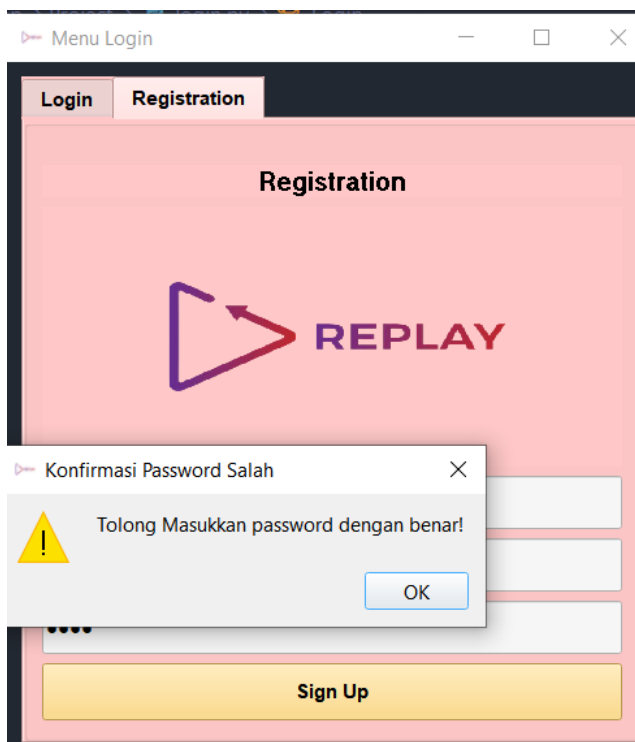 Menu Login
Login Registration
Registration
REPLAY
Konfirmasi Password Salah
Tolong Masukkan password dengan benar!
OK
Sign Up